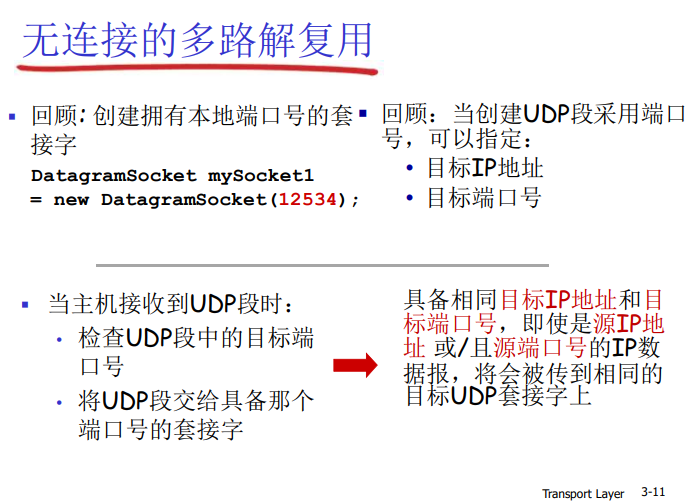 无连接的多路解复用
▪ 回顾: 创建拥有本地端口号的套
接字
DatagramSocket mySocket1
= new DatagramSocket(12534);
▪ 回顾：当创建UDP段采用端口
号，可以指定：
• 目标IP地址
• 目标端口号
▪ 当主机接收到UDP段时：
• 检查UDP段中的目标端
口号
• 将UDP段交给具备那个
端口号的套接字
具备相同目标IP地址和目
标端口号，即使是源IP地
址 或/且源端口号的IP数
据报，将会被传到相同的
目标UDP套接字上
Transport Layer 3-11